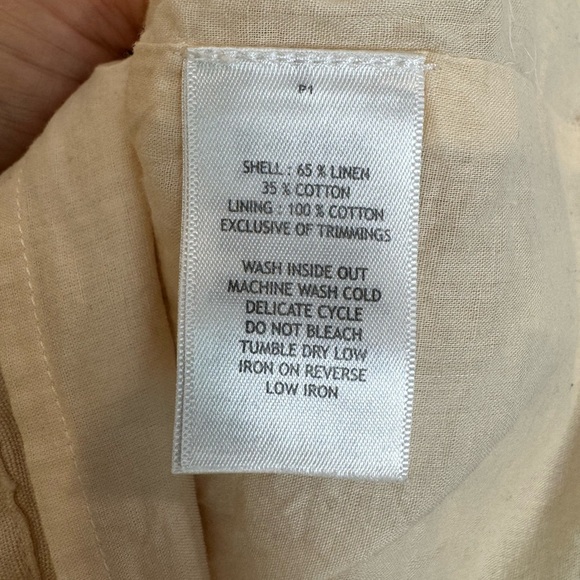 P1
SHELL : 65 % LINEN
35 % COTTON
LINING : 100 % COTTON
EXCLUSIVE OF TRIMMINGS
WASH INSIDE OUT
MACHINE WASH COLD
DELICATE CYCLE
DO NOT BLEACH
TUMBLE DRY LOW
IRON ON REVERSE
LOW IRON